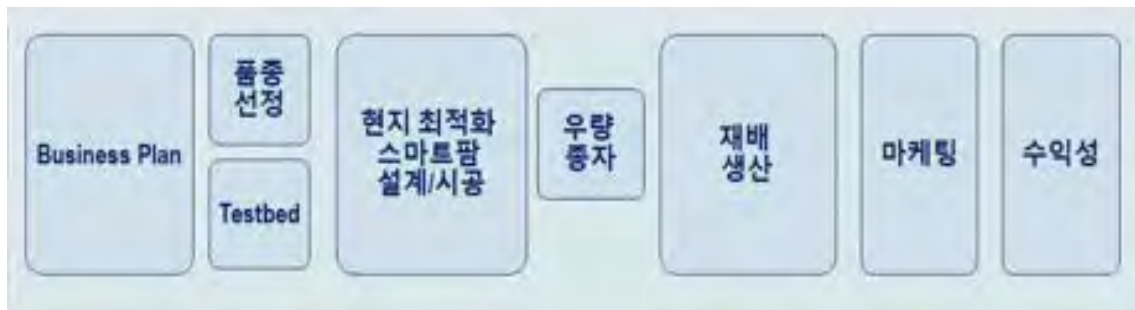 Business Plan
품종
선정
Testbed
현지 최적화
스마트팜
설계/시공
우량
종자
재배
생산
마케팅
수익성